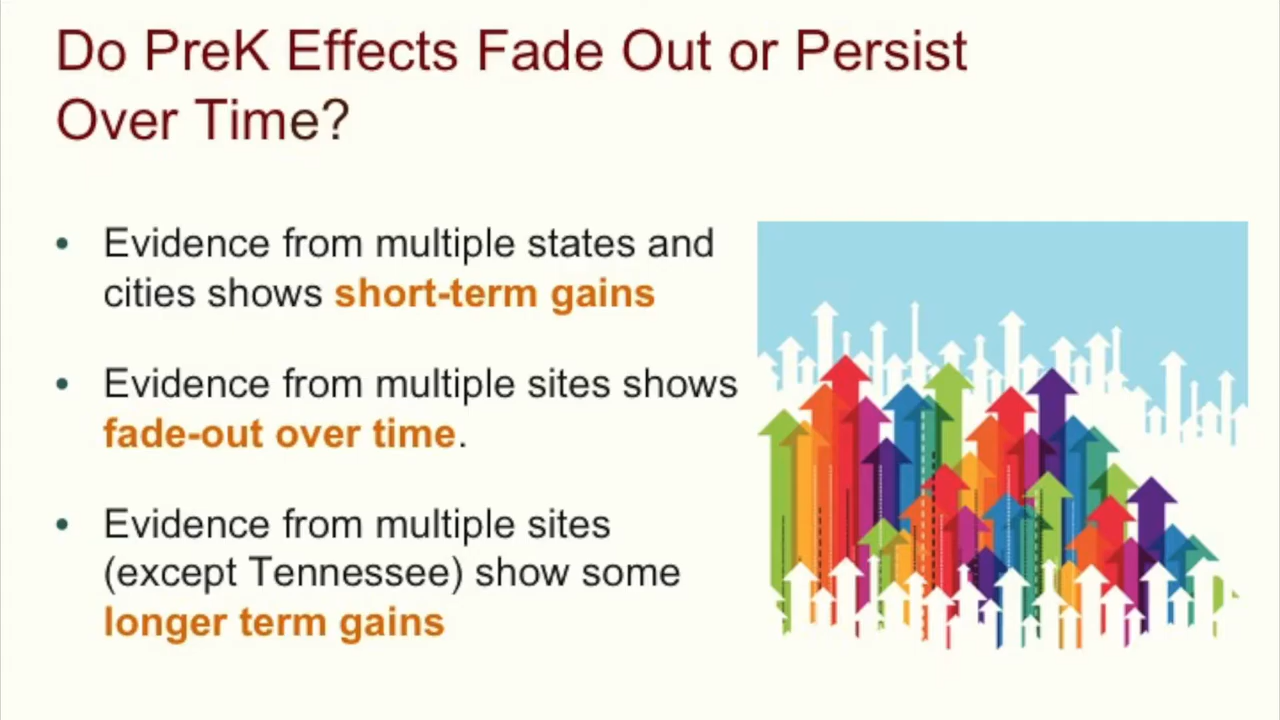 Do PreK Effects Fade Out or Persist
Over Time?
• Evidence from multiple states and
cities shows short-term gains
• Evidence from multiple sites shows
fade-out over time.
• Evidence from multiple sites
(except Tennessee) show some
longer term gains